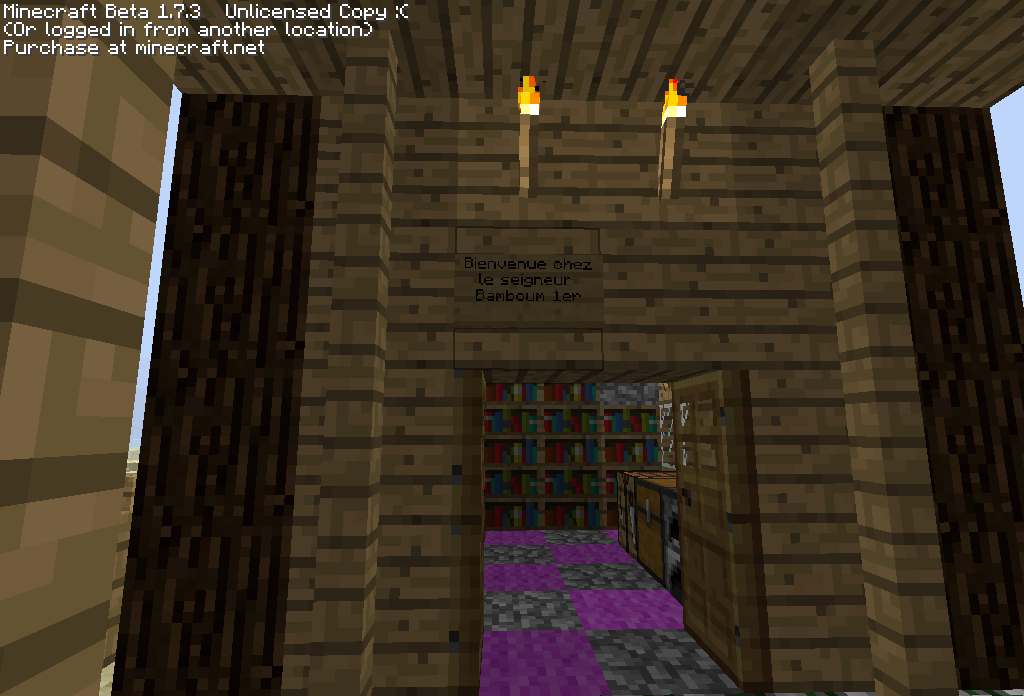 Minecraft Beta 1.7.3   Unlicensed Copy :(
(Or logged in from another location)
Purchase at minecraft.net
Bienvenue chez
le seigneur
Bamboum 1er